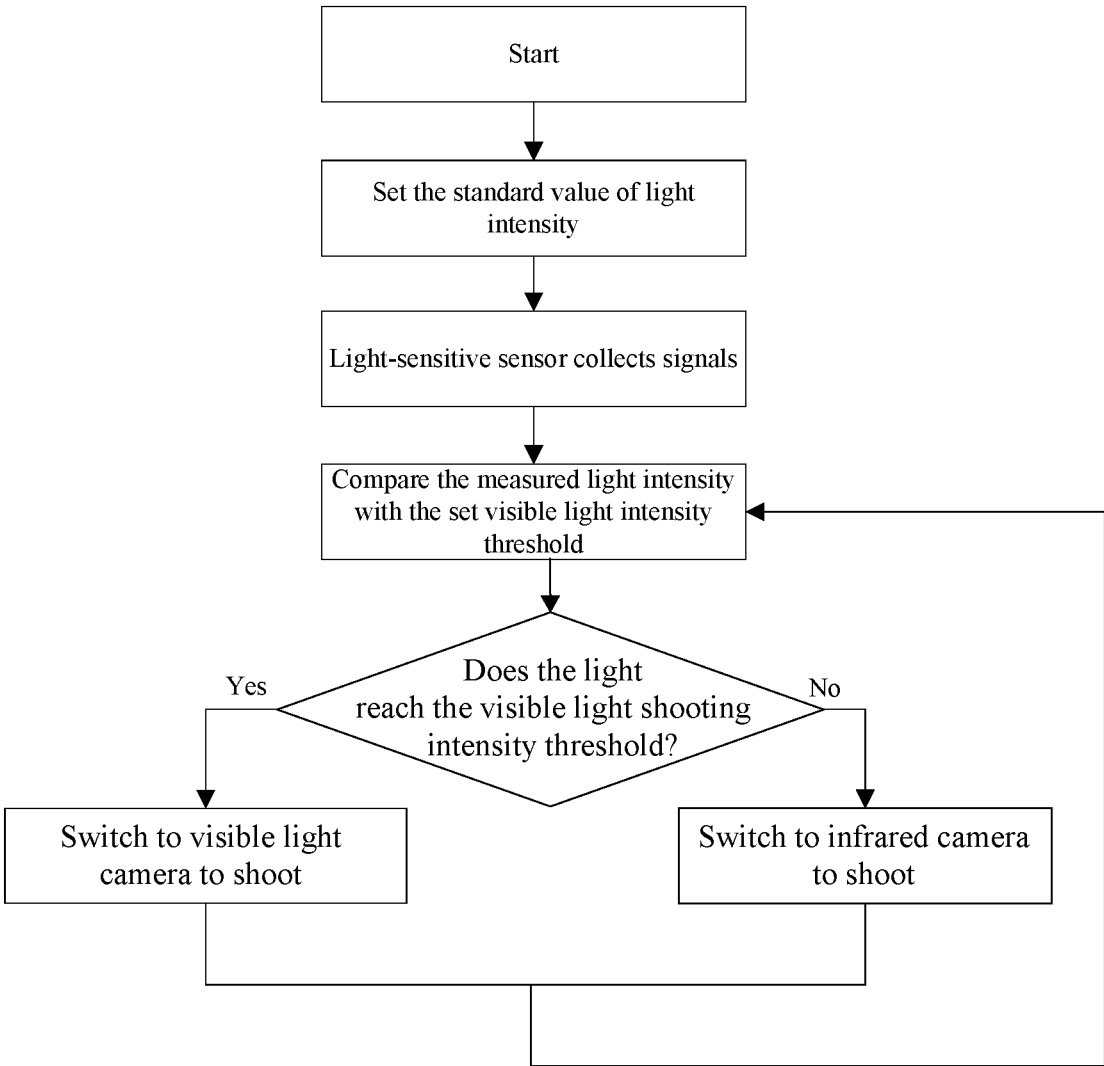 Start
Set the standard value of light
intensity
Light-sensitive sensor collects signals
Compare the measured light intensity
with the set visible light intensity
threshold
Does the light
reach the visible light shooting
intensity threshold?
Yes
No
Switch to visible light
camera to shoot
Switch to infrared camera
to shoot